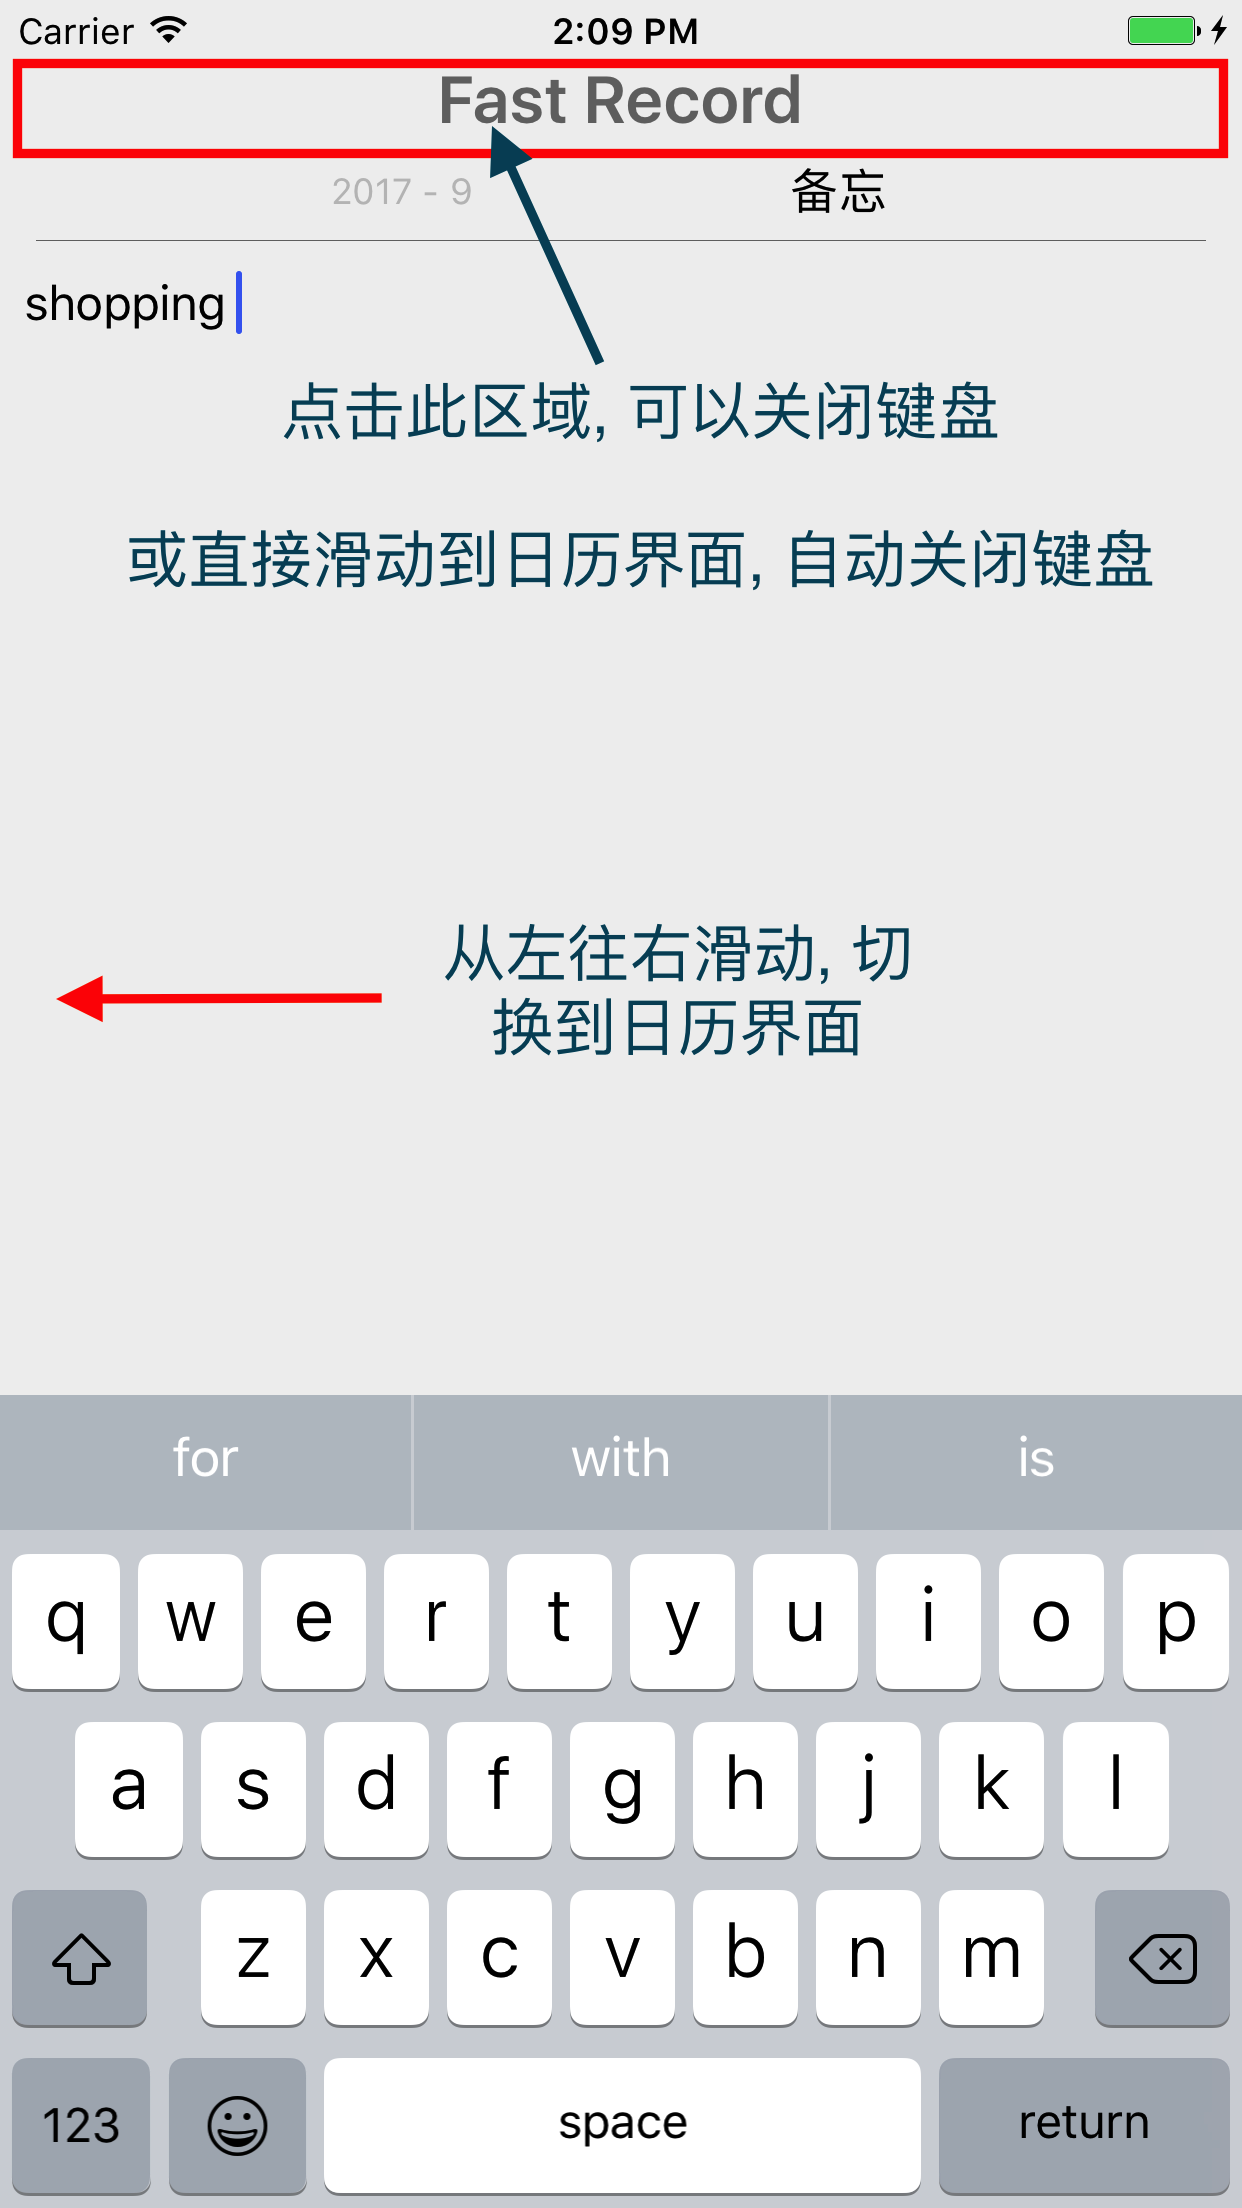 Carrier 2:09 PM
Fast Record
2017 - 9 备忘
shopping
点击此区域, 可以关闭键盘
或直接滑动到日历界面, 自动关闭键盘
从左往右滑动, 切
换到日历界面
for with is
q w e r t y u i o p
a s d f g h j k l
z x c v b n m
123 space return